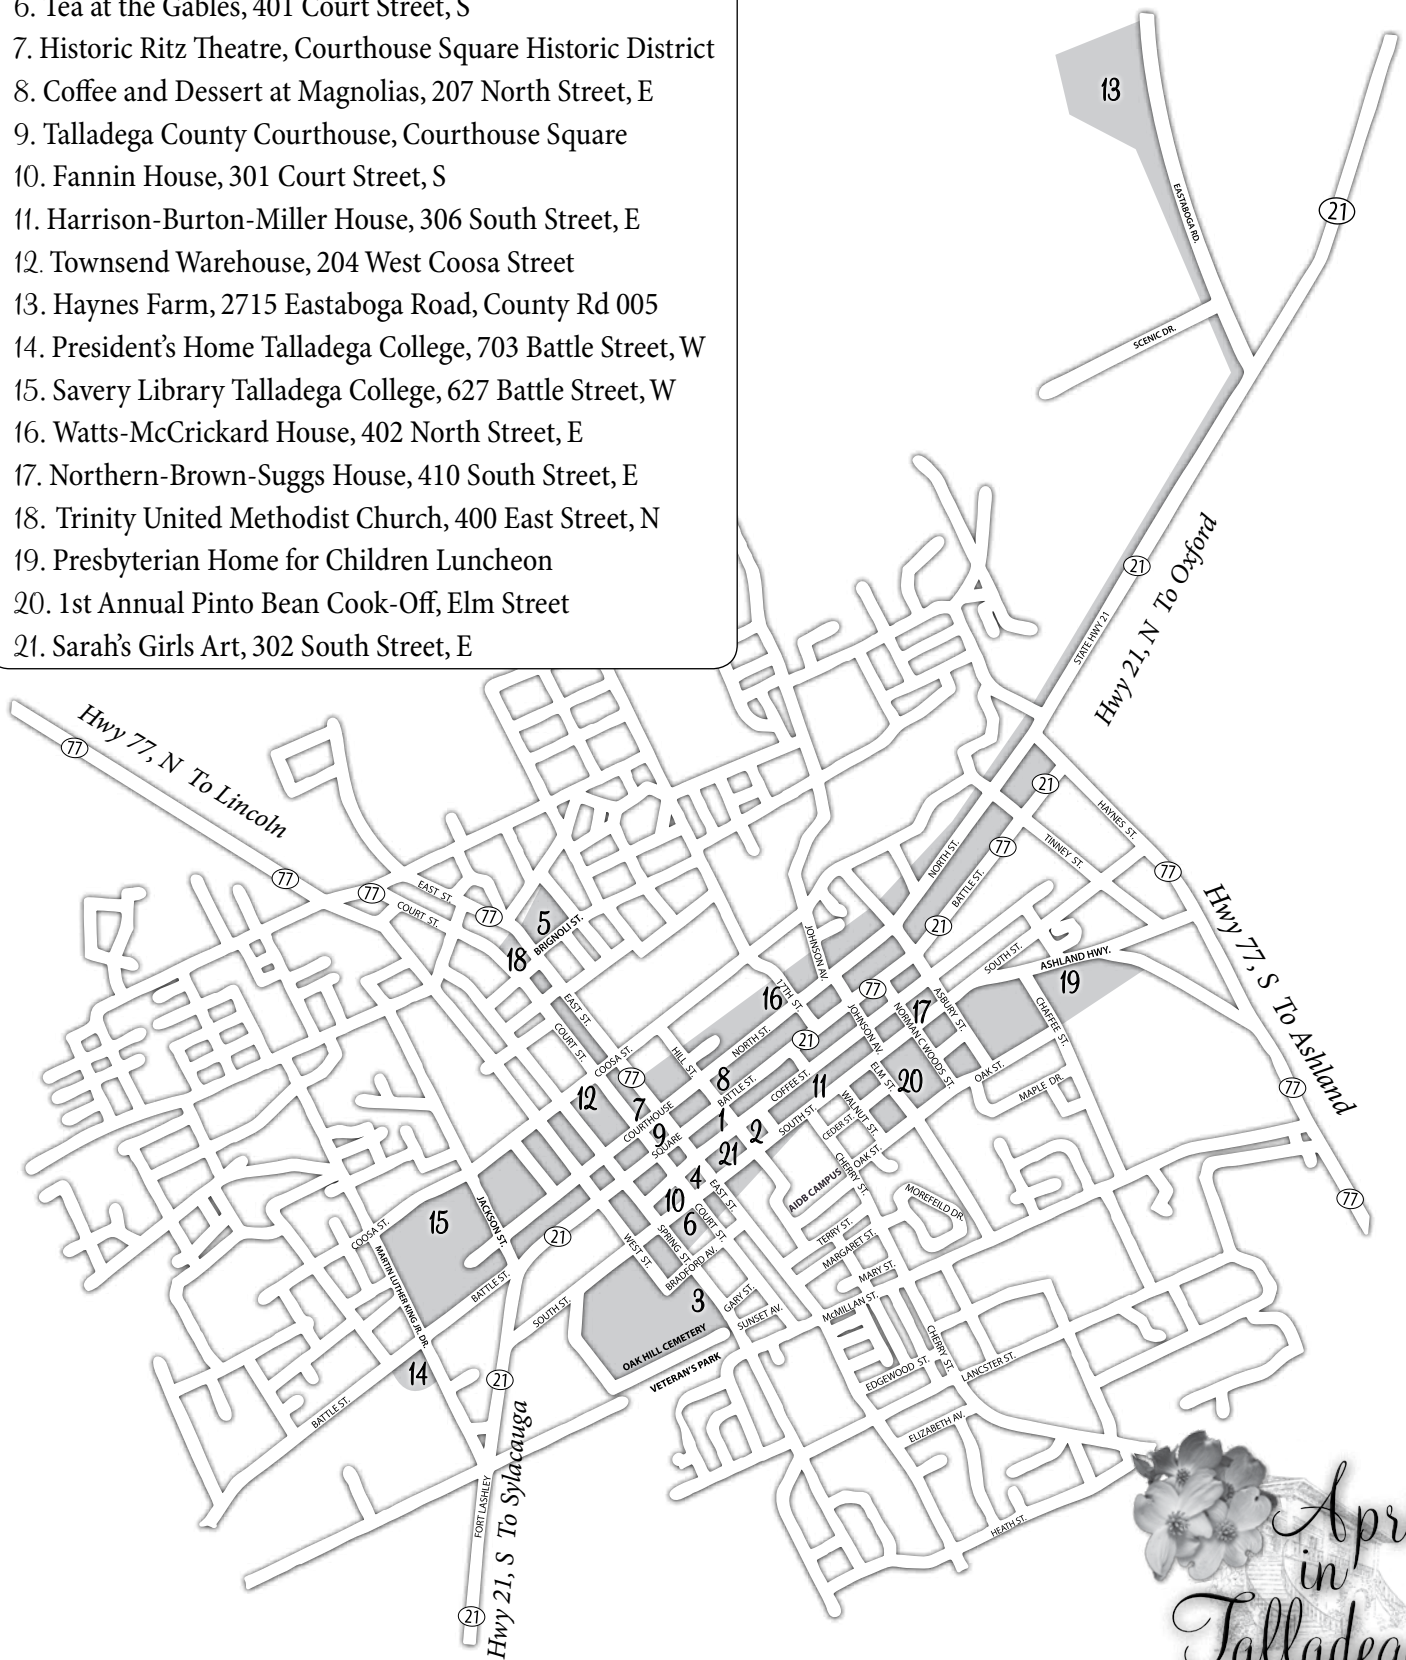 6. Tea at the Gables, 401 Court Street, S
7. Historic Ritz Theatre, Courthouse Square Historic District
8. Coffee and Dessert at Magnolias, 207 North Street, E
9. Talladega County Courthouse, Courthouse Square
10. Fannin House, 301 Court Street, S
11. Harrison-Burton-Miller House, 306 South Street, E
12. Townsend Warehouse, 204 West Coosa Street
13. Haynes Farm, 2715 Eastaboga Road, County Rd 005
14. President's Home Talladega College, 703 Battle Street, W
15. Savery Library Talladega College, 627 Battle Street, W
16. Watts-McCrickard House, 402 North Street, E
17. Northern-Brown-Suggs House, 410 South Street, E
18. Trinity United Methodist Church, 400 East Street, N
19. Presbyterian Home for Children Luncheon
20. 1st Annual Pinto Bean Cook-Off, Elm Street
21. Sarah's Girls Art, 302 South Street, E
13
EASTABOGA RD.
21
SCENIC DR.
21
STATE HWY 21
Hwy 21, N To Oxford
Hwy 77, N To Lincoln
77
77
77
EAST ST
COURT ST.
77
5
BRIGNOLI ST.
18
21
HAYNES ST.
77
TINNEY ST.
NORTH ST.
BATTLE ST.
77
21
Hwy 77, S To Ashland
JOHNSON AV.
SOUTH ST.
ASHLAND HWY.
19
16
17TH ST.
77
17
ASBURY ST.
NORMAN C WOODS ST.
CHAFFEE ST.
JOHNSON AV.
EAST ST.
COURT ST.
COOSA ST.
HILL ST.
NORTH ST.
21
77
12
7
8
BATTLE ST.
COFFEE ST.
11
ELM ST.
20
OAK ST.
MAPLE DR.
77
COURTHOUSE
9
SQUARE
1
2
21
SOUTH ST.
WALNUT ST.
CEDER ST.
OAK ST.
CHERRY ST.
AIDB CAMPUS
4
10
6
EAST ST.
COURT ST.
SPRING ST.
WEST ST.
BRADFORD AV.
MOREFEILD DR.
77
TERRY ST.
MARGARET ST.
MARY ST.
McMILLAN ST.
15
JACKSON ST.
COOSA ST.
MARTIN LUTHER KING JR. DR.
21
BATTLE ST.
SOUTH ST.
3
GARY ST.
SUNSET AV.
OAK HILL CEMETERY
VETERAN'S PARK
14
BATTLE ST.
21
CHERRY ST.
EDGEWOOD ST.
LANCSTER ST.
ELIZABETH AV.
HEATH ST.
FORT LASHLEY
21
Hwy 21, S To Sylacauga
Apr
in
Talladega